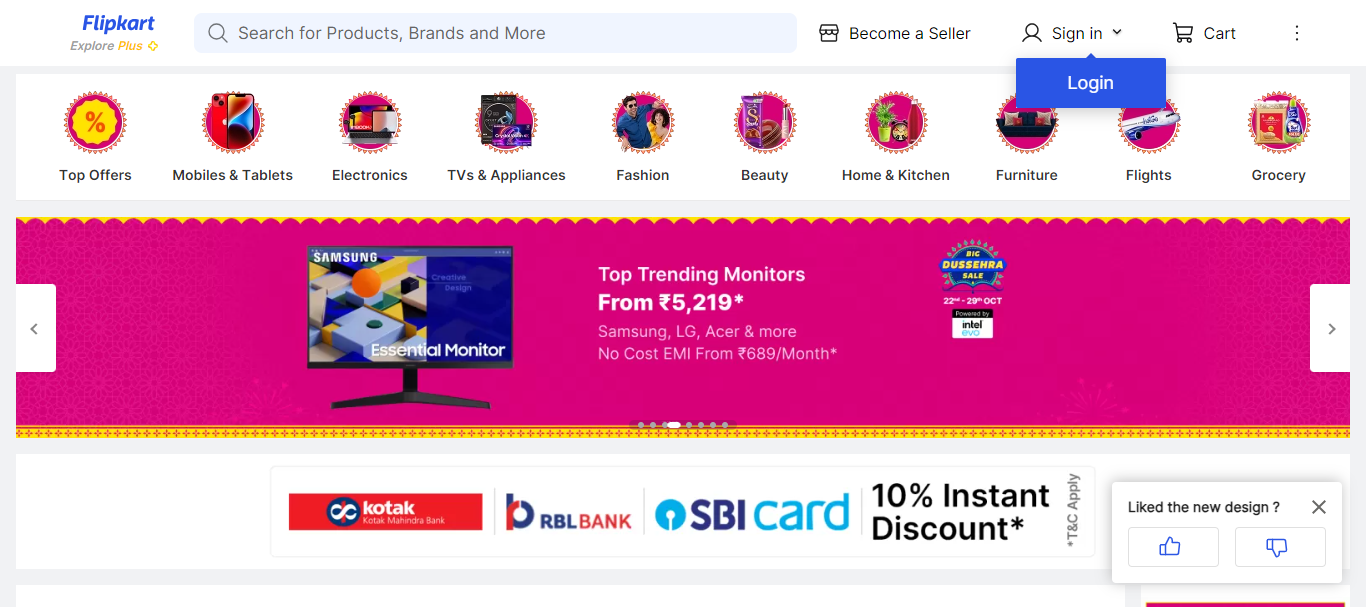 Flipkart
Explore Plus
Search for Products, Brands and More
Become a Seller
Sign in
Cart
Login
%
Top Offers
Mobiles & Tablets
Electronics
TVs & Appliances
Fashion
Beauty
Home & Kitchen
Furniture
Flights
Grocery
SAMSUNG
Creative
Design
Essential Monitor
Top Trending Monitors
From ₹5,219*
Samsung, LG, Acer & more
No Cost EMI From ₹689/Month*
BIG
DUSSEHRA
SALE
22nd - 29th OCT
Powered by
intel
evo
kotak
Kotak Mahindra Bank
RBLBANK
SBI card
10% Instant
Discount*
*T&C Apply
Liked the new design ?